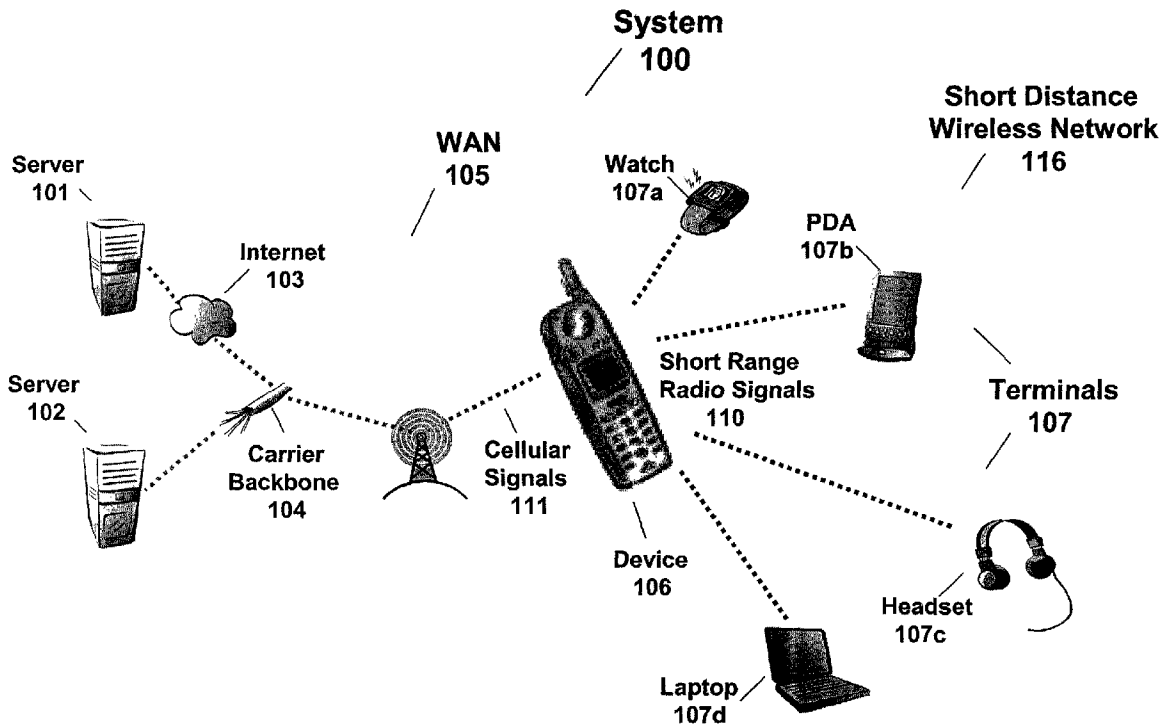 System
100
Short Distance
Wireless Network
116
WAN
105
Server
101
Watch
107a
PDA
107b
Internet
103
Short Range
Radio Signals
110
Server
102
Terminals
107
Carrier
Backbone
104
Cellular
Signals
111
Device
106
Headset
107c
Laptop
107d